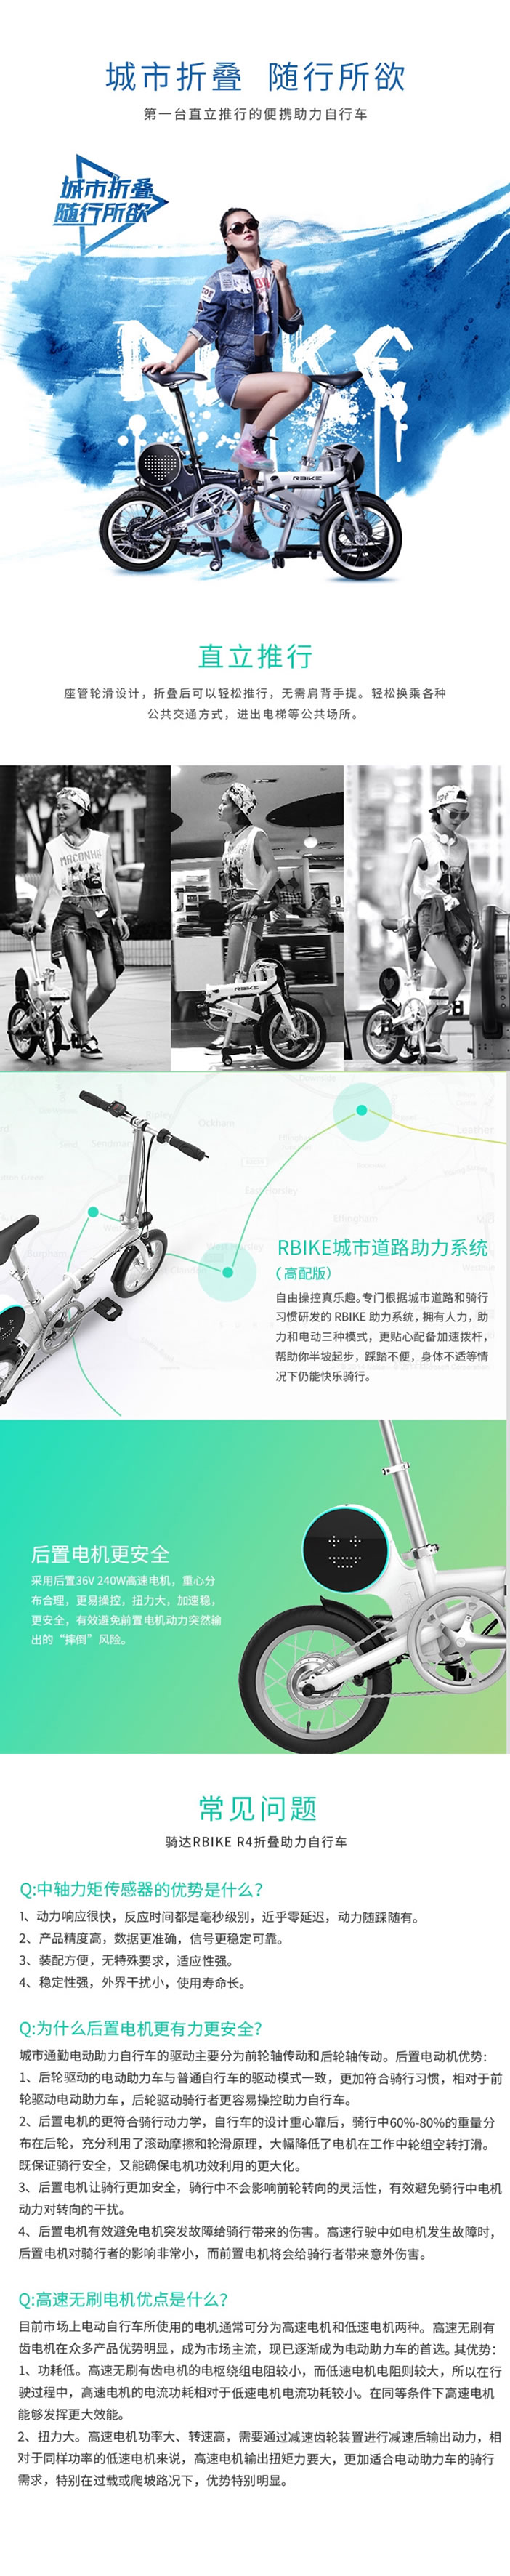 城市折叠 随行所欲
第一台直立推行的便携助力自行车
城市折叠
随行所欲
RBIKE
RBIKE
直立推行
座管轮滑设计，折叠后可以轻松推行，无需肩背手提。轻松换乘各种
公共交通方式，进出电梯等公共场所。
RBIKE
Ripley
Ockham
East Horsley
Effingham
RBIKE城市道路助力系统
（高配版）
自由操控真乐趣。专门根据城市道路和骑行
习惯研发的 RBIKE 助力系统，拥有人力，助
力和电动三种模式，更贴心配备加速拨杆，
帮助你半坡起步，踩踏不便，身体不适等情
况下仍能快乐骑行。
后置电机更安全
采用后置36V 240W高速电机，重心分
布合理，更易操控，扭力大，加速稳，
更安全，有效避免前置电机动力突然输
出的“摔倒”风险。
常见问题
骑达RBIKE R4折叠助力自行车
Q:中轴力矩传感器的优势是什么？
1、动力响应很快，反应时间都是毫秒级别，近乎零延迟，动力随踩随有。
2、产品精度高，数据更准确，信号更稳定可靠。
3、装配方便，无特殊要求，适应性强。
4、稳定性强，外界干扰小，使用寿命长。
Q:为什么后置电机更有力更安全？
城市通勤电动助力自行车的驱动主要分为前轮轴传动和后轮轴传动。后置电动机优势：
1、后轮驱动的电动助力车与普通自行车的驱动模式一致，更加符合骑行习惯，相对于前
轮驱动电动助力车，后轮驱动骑行者更容易操控助力自行车。
2、后置电机的更符合骑行动力学，自行车的设计重心靠后，骑行中60%-80%的重量分
布在后轮，充分利用了滚动摩擦和轮滑原理，大幅降低了电机在工作中轮组空转打滑。
既保证骑行安全，又能确保电机功效利用的更大化。
3、后置电机让骑行更加安全，骑行中不会影响前轮转向的灵活性，有效避免骑行中电机
动力对转向的干扰。
4、后置电机有效避免电机突发故障给骑行带来的伤害。高速行驶中如电机发生故障时，
后置电机对骑行者的影响非常小，而前置电机将会给骑行者带来意外伤害。
Q:高速无刷电机优点是什么？
目前市场上电动自行车所使用的电机通常可分为高速电机和低速电机两种。高速无刷有
齿电机在众多产品优势明显，成为市场主流，现已逐渐成为电动助力车的首选。其优势：
1、功耗低。高速无刷有齿电机的电枢绕组电阻较小，而低速电机电阻则较大，所以在行
驶过程中，高速电机的电流功耗相对于低速电机电流功耗较小。在同等条件下高速电机
能够发挥更大效能。
2、扭力大。高速电机功率大、转速高，需要通过减速齿轮装置进行减速后输出动力，相
对于同样功率的低速电机来说，高速电机输出扭矩力要大，更加适合电动助力车的骑行
需求，特别在过载或爬坡路况下，优势特别明显。